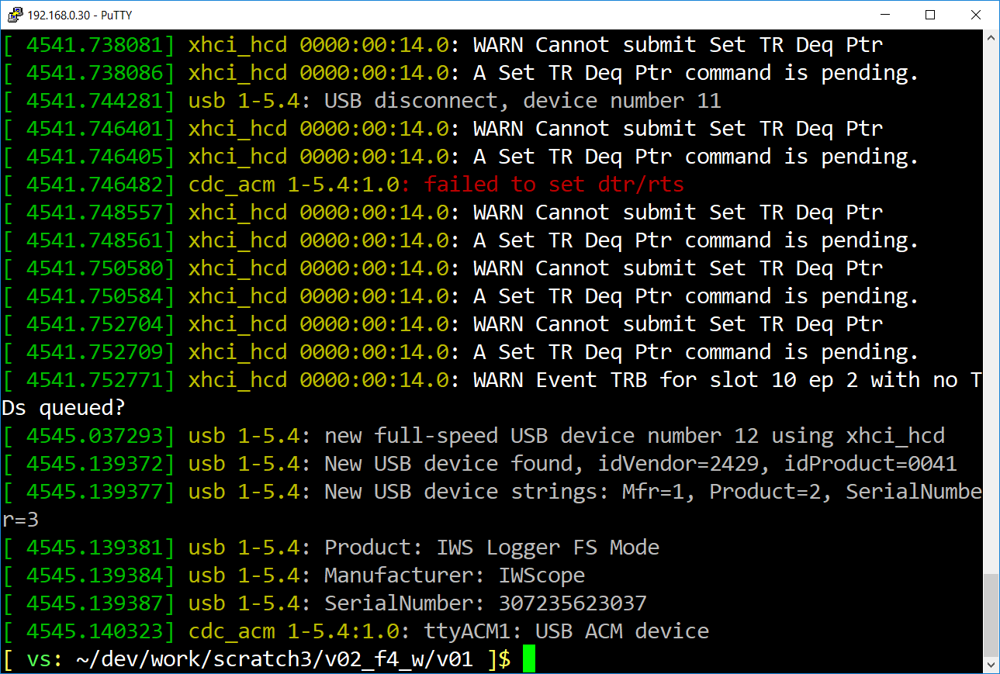 192.168.0.30 - PuTTY
[ 4541.738081] xhci_hcd 0000:00:14.0: WARN Cannot submit Set TR Deq Ptr
[ 4541.738086] xhci_hcd 0000:00:14.0: A Set TR Deq Ptr command is pending.
[ 4541.744281] usb 1-5.4: USB disconnect, device number 11
[ 4541.746401] xhci_hcd 0000:00:14.0: WARN Cannot submit Set TR Deq Ptr
[ 4541.746405] xhci_hcd 0000:00:14.0: A Set TR Deq Ptr command is pending.
[ 4541.746482] cdc_acm 1-5.4:1.0: failed to set dtr/rts
[ 4541.748557] xhci_hcd 0000:00:14.0: WARN Cannot submit Set TR Deq Ptr
[ 4541.748561] xhci_hcd 0000:00:14.0: A Set TR Deq Ptr command is pending.
[ 4541.750580] xhci_hcd 0000:00:14.0: WARN Cannot submit Set TR Deq Ptr
[ 4541.750584] xhci_hcd 0000:00:14.0: A Set TR Deq Ptr command is pending.
[ 4541.752704] xhci_hcd 0000:00:14.0: WARN Cannot submit Set TR Deq Ptr
[ 4541.752709] xhci_hcd 0000:00:14.0: A Set TR Deq Ptr command is pending.
[ 4541.752771] xhci_hcd 0000:00:14.0: WARN Event TRB for slot 10 ep 2 with no T
Ds queued?
[ 4545.037293] usb 1-5.4: new full-speed USB device number 12 using xhci_hcd
[ 4545.139372] usb 1-5.4: New USB device found, idVendor=2429, idProduct=0041
[ 4545.139377] usb 1-5.4: New USB device strings: Mfr=1, Product=2, SerialNumbe
r=3
[ 4545.139381] usb 1-5.4: Product: IWS Logger FS Mode
[ 4545.139384] usb 1-5.4: Manufacturer: IWScope
[ 4545.139387] usb 1-5.4: SerialNumber: 307235623037
[ 4545.140323] cdc_acm 1-5.4:1.0: ttyACM1: USB ACM device
[ vs: ~/dev/work/scratch3/v02_f4_w/v01 ]$